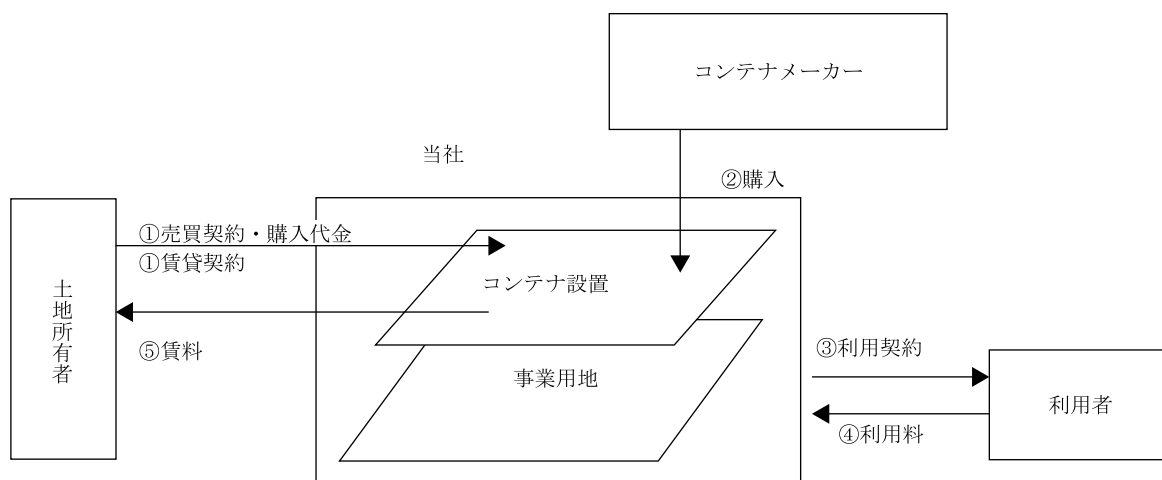 コンテナメーカー
当社
②購入
①売買契約・購入代金
①賃貸契約
コンテナ設置
土地所有者
⑤賃料
③利用契約
事業用地
利用者
④利用料